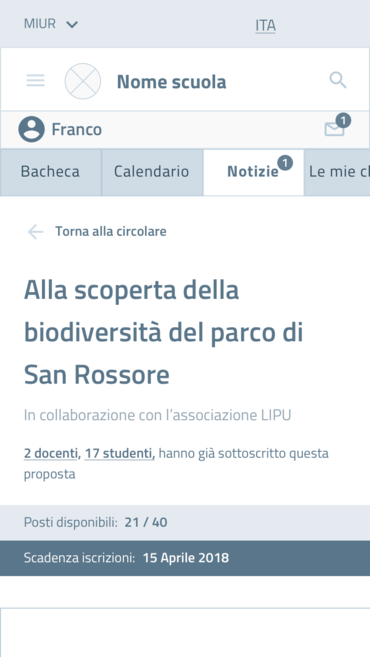 MIUR
ITA
Nome scuola
Franco
1
Bacheca
Calendario
Notizie
1
Le mie
Torna alla circolare
Alla scoperta della
biodiversità del parco di
San Rossore
In collaborazione con l'associazione LIPU
2 docenti, 17 studenti, hanno già sottoscritto questa
proposta
Posti disponibili: 21 / 40
Scadenza iscrizioni: 15 Aprile 2018